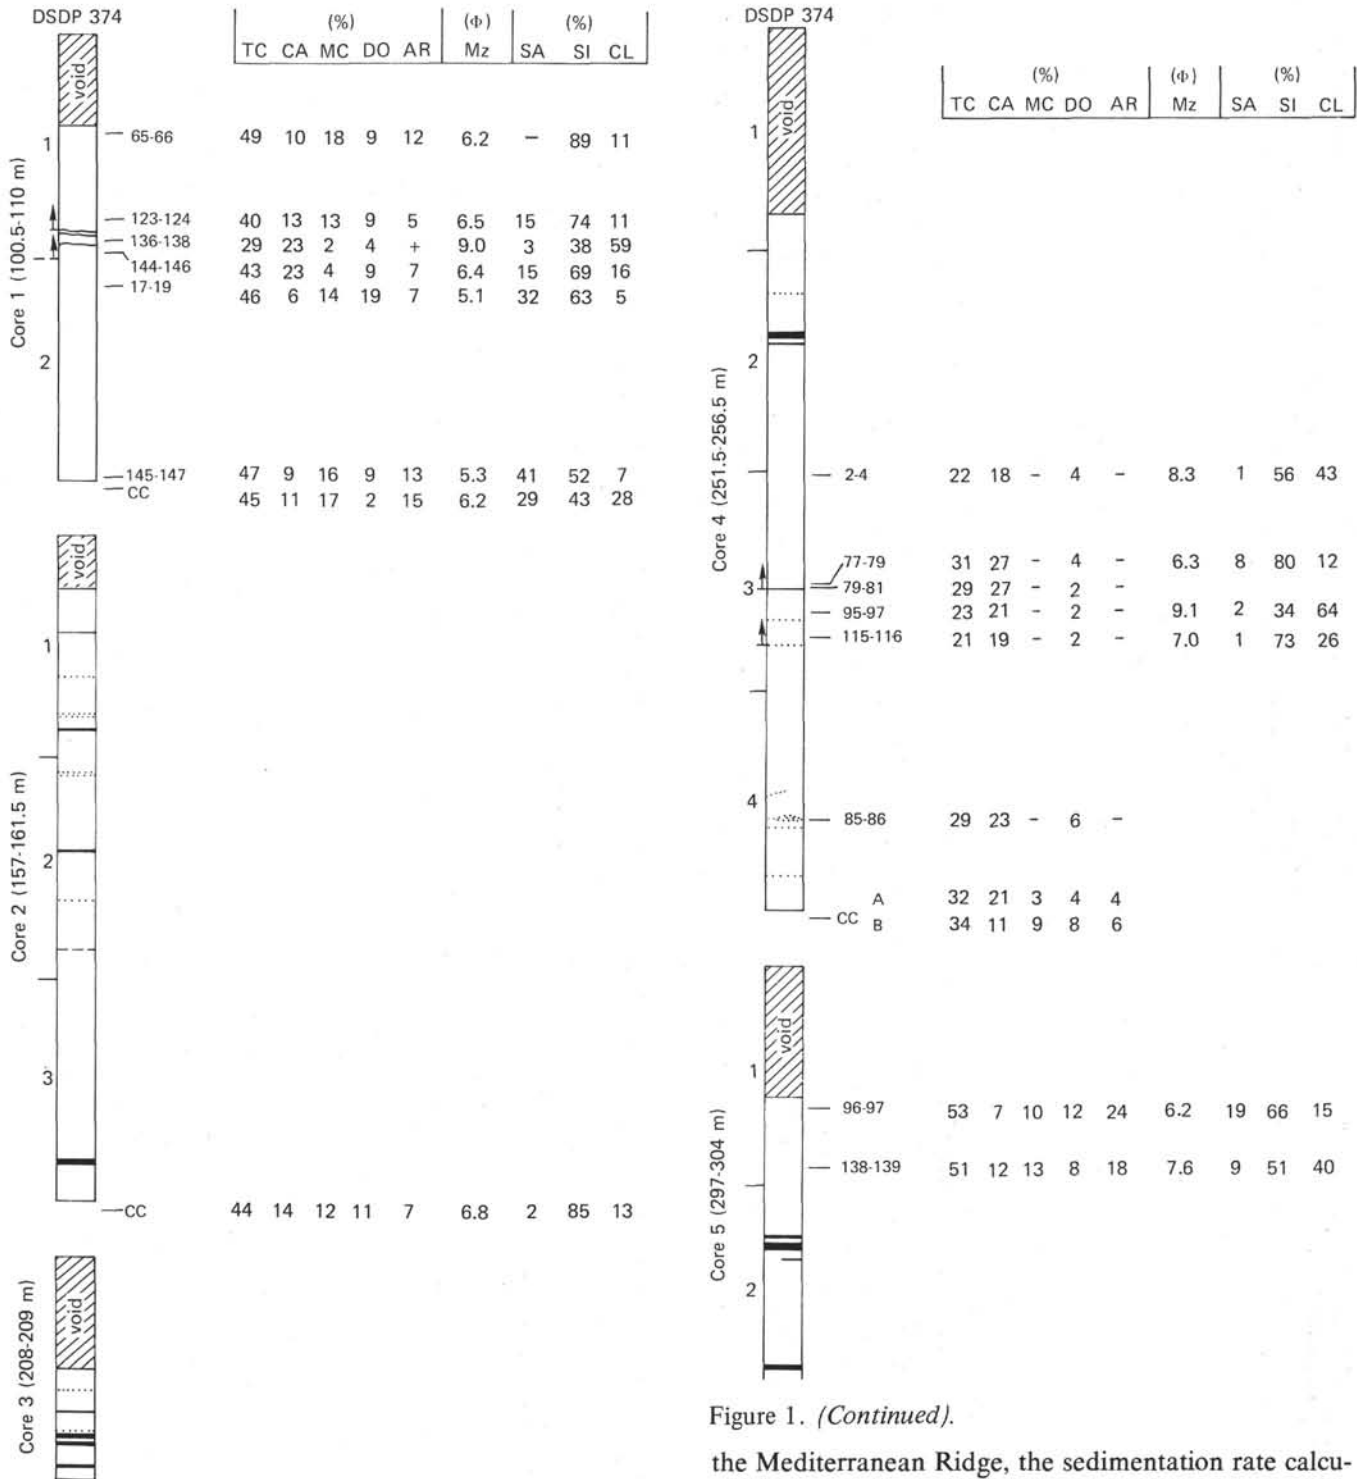 DSDP 374
(%) (Φ) (%)
TC CA MC DO AR Mz SA SI CL
Core 1 (100.5-110 m)
void
1
65-66 49 10 18 9 12 6.2 – 89 11
123-124 40 13 13 9 5 6.5 15 74 11
136-138 29 23 2 4 + 9.0 3 38 59
144-146 43 23 4 9 7 6.4 15 69 16
17-19 46 6 14 19 7 5.1 32 63 5
2
145-147 47 9 16 9 13 5.3 41 52 7
CC 45 11 17 2 15 6.2 29 43 28
Core 2 (157-161.5 m)
void
1
2
3
CC 44 14 12 11 7 6.8 2 85 13
Core 3 (208-209 m)
void
DSDP 374
(%) (Φ) (%)
TC CA MC DO AR Mz SA SI CL
Core 4 (251.5-256.5 m)
void
1
2
2-4 22 18 – 4 – 8.3 1 56 43
77-79 31 27 – 4 – 6.3 8 80 12
3
79-81 29 27 – 2 –
95-97 23 21 – 2 – 9.1 2 34 64
115-116 21 19 – 2 – 7.0 1 73 26
4
85-86 29 23 – 6 –
A 32 21 3 4 4
CC
B 34 11 9 8 6
Core 5 (297-304 m)
void
1
96-97 53 7 10 12 24 6.2 19 66 15
138-139 51 12 13 8 18 7.6 9 51 40
2
Figure 1. (Continued).
the Mediterranean Ridge, the sedimentation rate calcu-